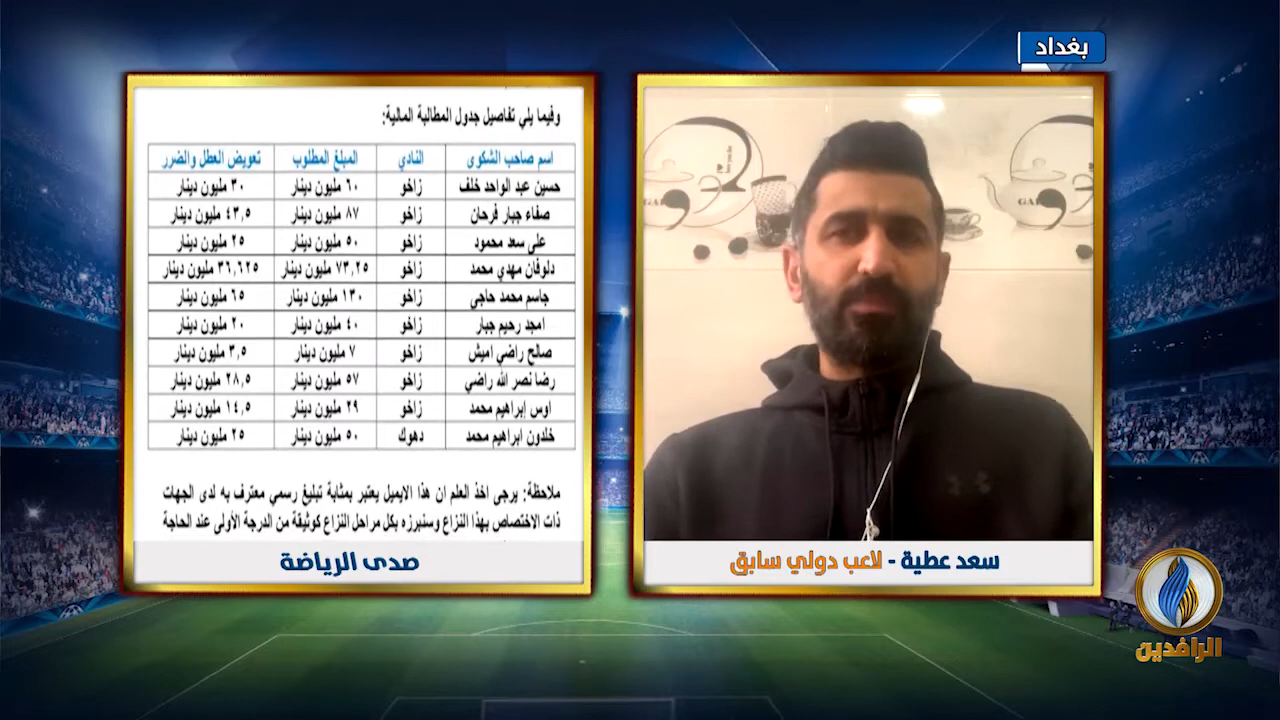 بغداد
وفيما يلي تفاصيل جدول المطالبة المالية:
اسم صاحب الشكوى النادي المبلغ المطلوب تعويض العطل والضرر
حسين عبد الواحد خلف زاخو ٦٠ مليون دينار ٣٠ مليون دينار
صفاء جبار فرحان زاخو ٨٧ مليون دينار ٤٣,٥ مليون دينار
علي سعد محمود زاخو ٥٠ مليون دينار ٢٥ مليون دينار
دلوفان مهدي محمد زاخو ٧٣,٢٥ مليون دينار ٣٦,٦٢٥ مليون دينار
جاسم محمد حاجي زاخو ١٣٠ مليون دينار ٦٥ مليون دينار
امجد رحيم جبار زاخو ٤٠ مليون دينار ٢٠ مليون دينار
صالح راضي اميش زاخو ٧ مليون دينار ٣,٥ مليون دينار
رضا نصر الله راضي زاخو ٥٧ مليون دينار ٢٨,٥ مليون دينار
اوس إبراهيم محمد زاخو ٢٩ مليون دينار ١٤,٥ مليون دينار
خلدون ابراهيم محمد دهوك ٥٠ مليون دينار ٢٥ مليون دينار
ملاحظة: يرجى اخذ العلم ان هذا الايميل يعتبر بمثابة تبليغ رسمي معترف به لدى الجهات
ذات الاختصاص بهذا النزاع وسنبرزه بكل مراحل النزاع كوثيقة من الدرجة الأولى عند الحاجة
صدى الرياضة
سعد عطية - لاعب دولي سابق
الرافدين